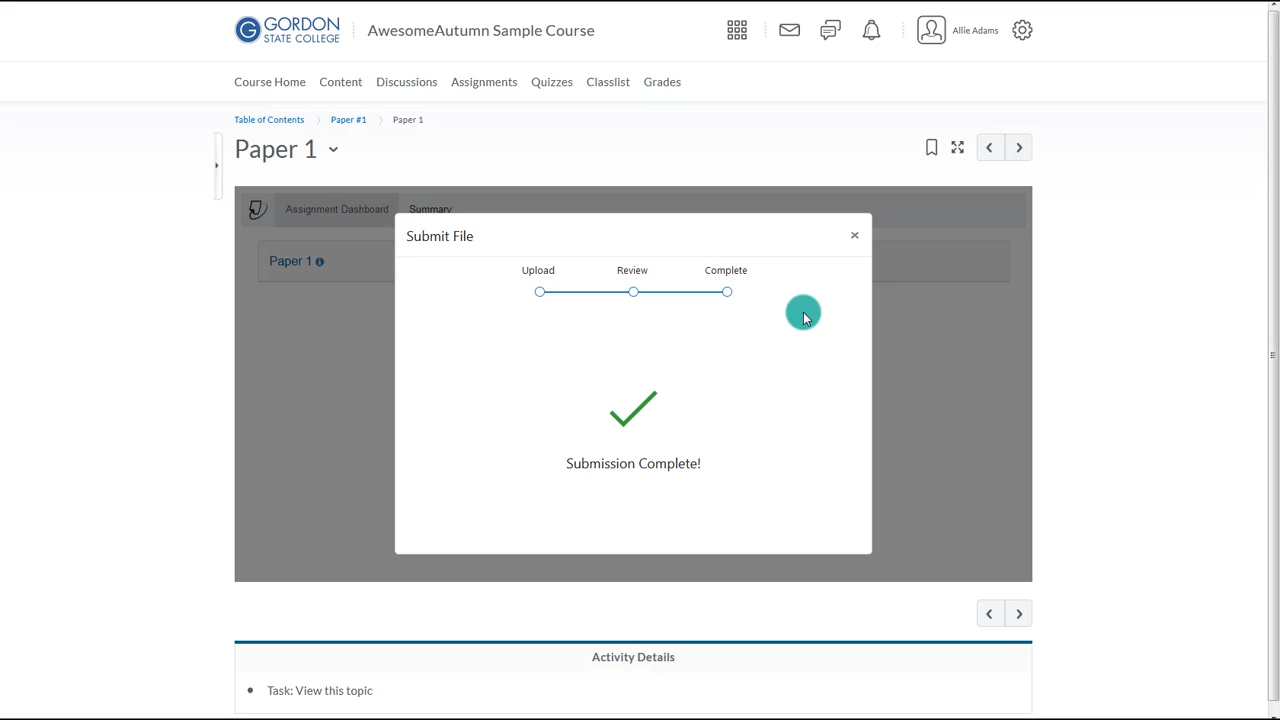 GORDON
STATE COLLEGE
AwesomeAutumn Sample Course
Allie Adams
Course Home Content Discussions Assignments Quizzes Classlist Grades
Table of Contents Paper #1 Paper 1
Paper 1
Assignment Dashboard Summary
Submit File
Upload Review Complete
Paper 1
Submission Complete!
Activity Details
Task: View this topic